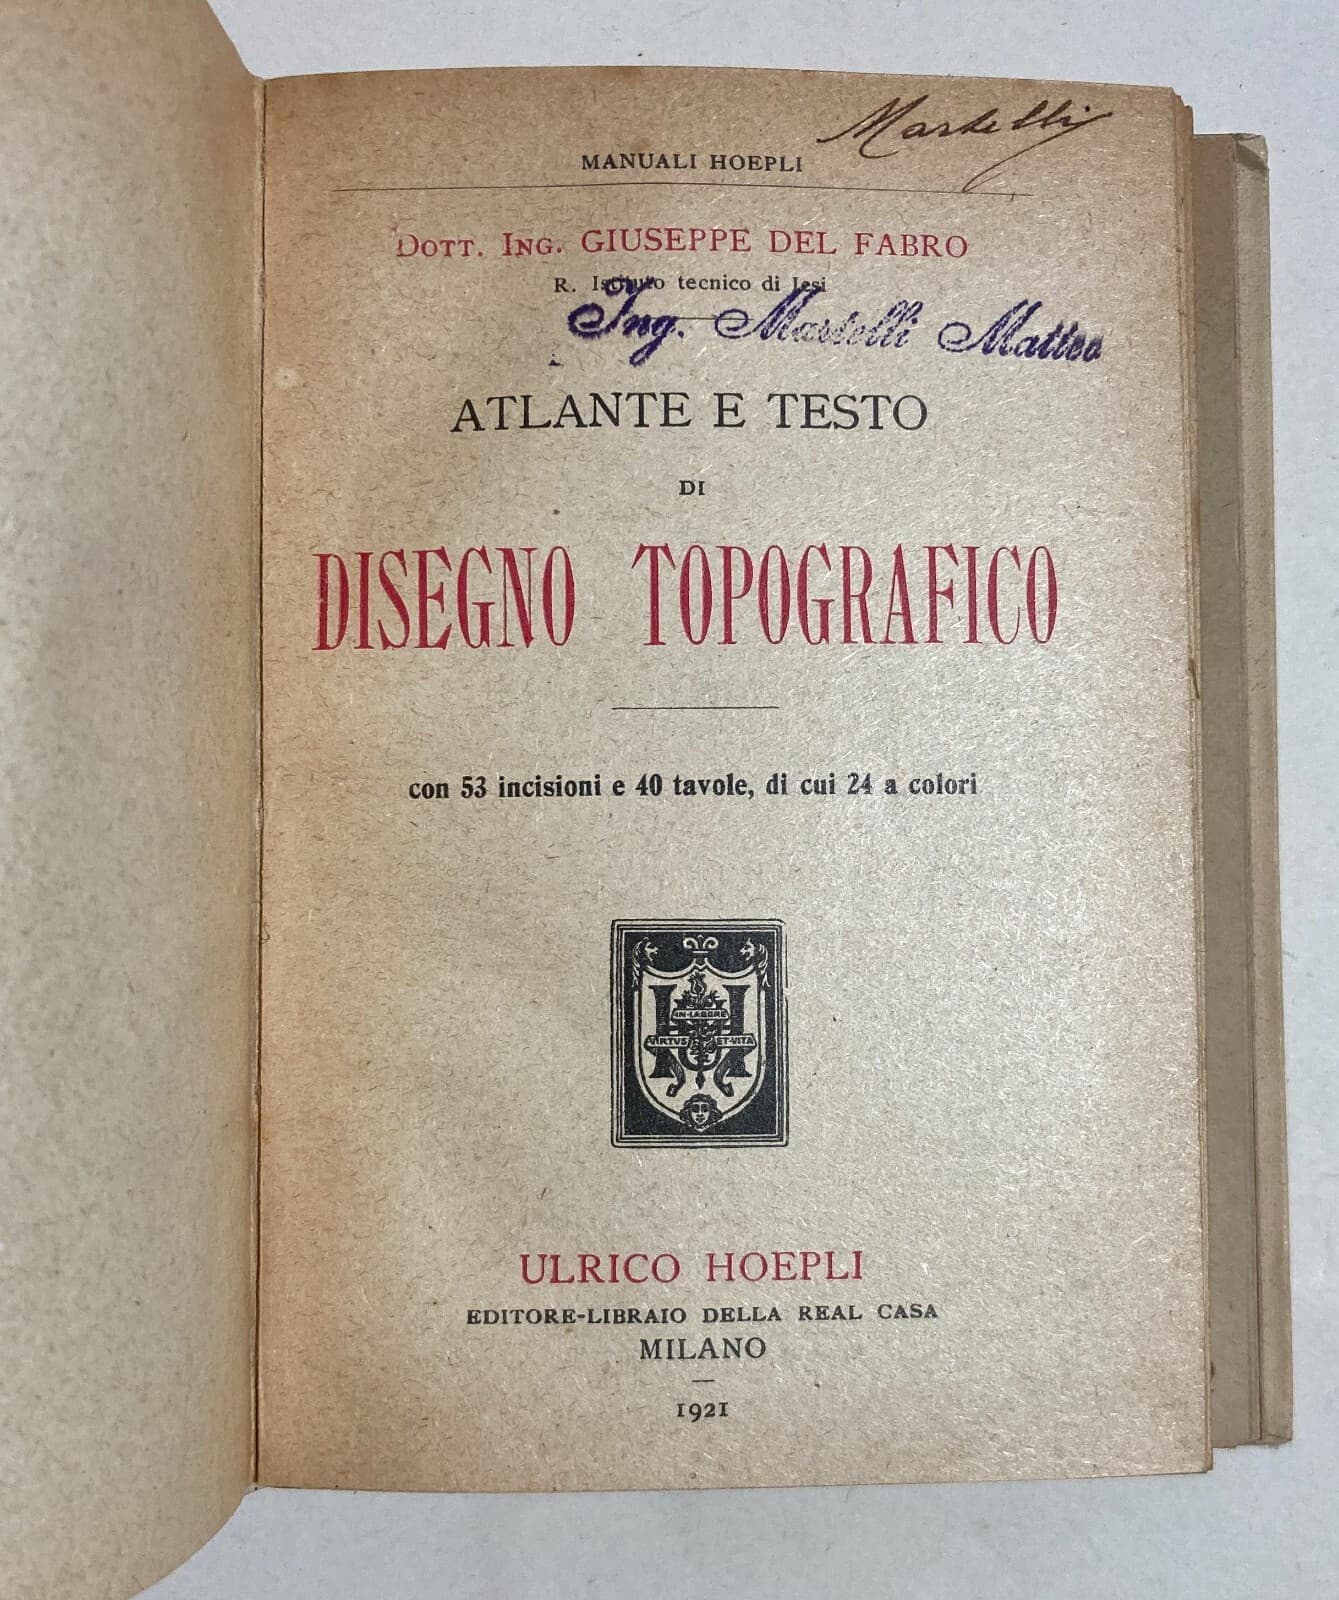 Martelli
MANUALI HOEPLI
DOTT. ING. GIUSEPPE DEL FABRO
R. Istituto tecnico di Jesi
Ing. Martelli Matteo
ATLANTE E TESTO
DI
DISEGNO TOPOGRAFICO
con 53 incisioni e 40 tavole, di cui 24 a colori
IN·LABORE
VIRTUS ET·VITA
ULRICO HOEPLI
EDITORE-LIBRAIO DELLA REAL CASA
MILANO
1921